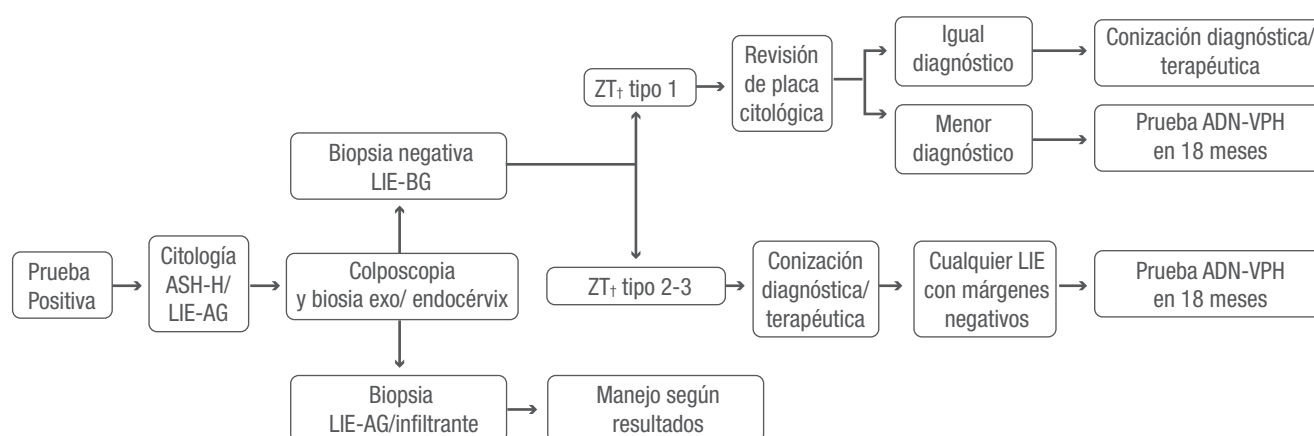 Prueba
Positiva
Citología
ASH-H/
LIE-AG
Colposcopia
y biosia exo/ endocérvix
Biopsia negativa
LIE-BG
Biopsia
LIE-AG/infiltrante
Manejo según
resultados
ZT† tipo 1
Revisión
de placa
citológica
Igual
diagnóstico
Conización diagnóstica/
terapéutica
Menor
diagnóstico
Prueba ADN-VPH
en 18 meses
ZT† tipo 2-3
Conización
diagnóstica/
terapéutica
Cualquier LIE
con márgenes
negativos
Prueba ADN-VPH
en 18 meses